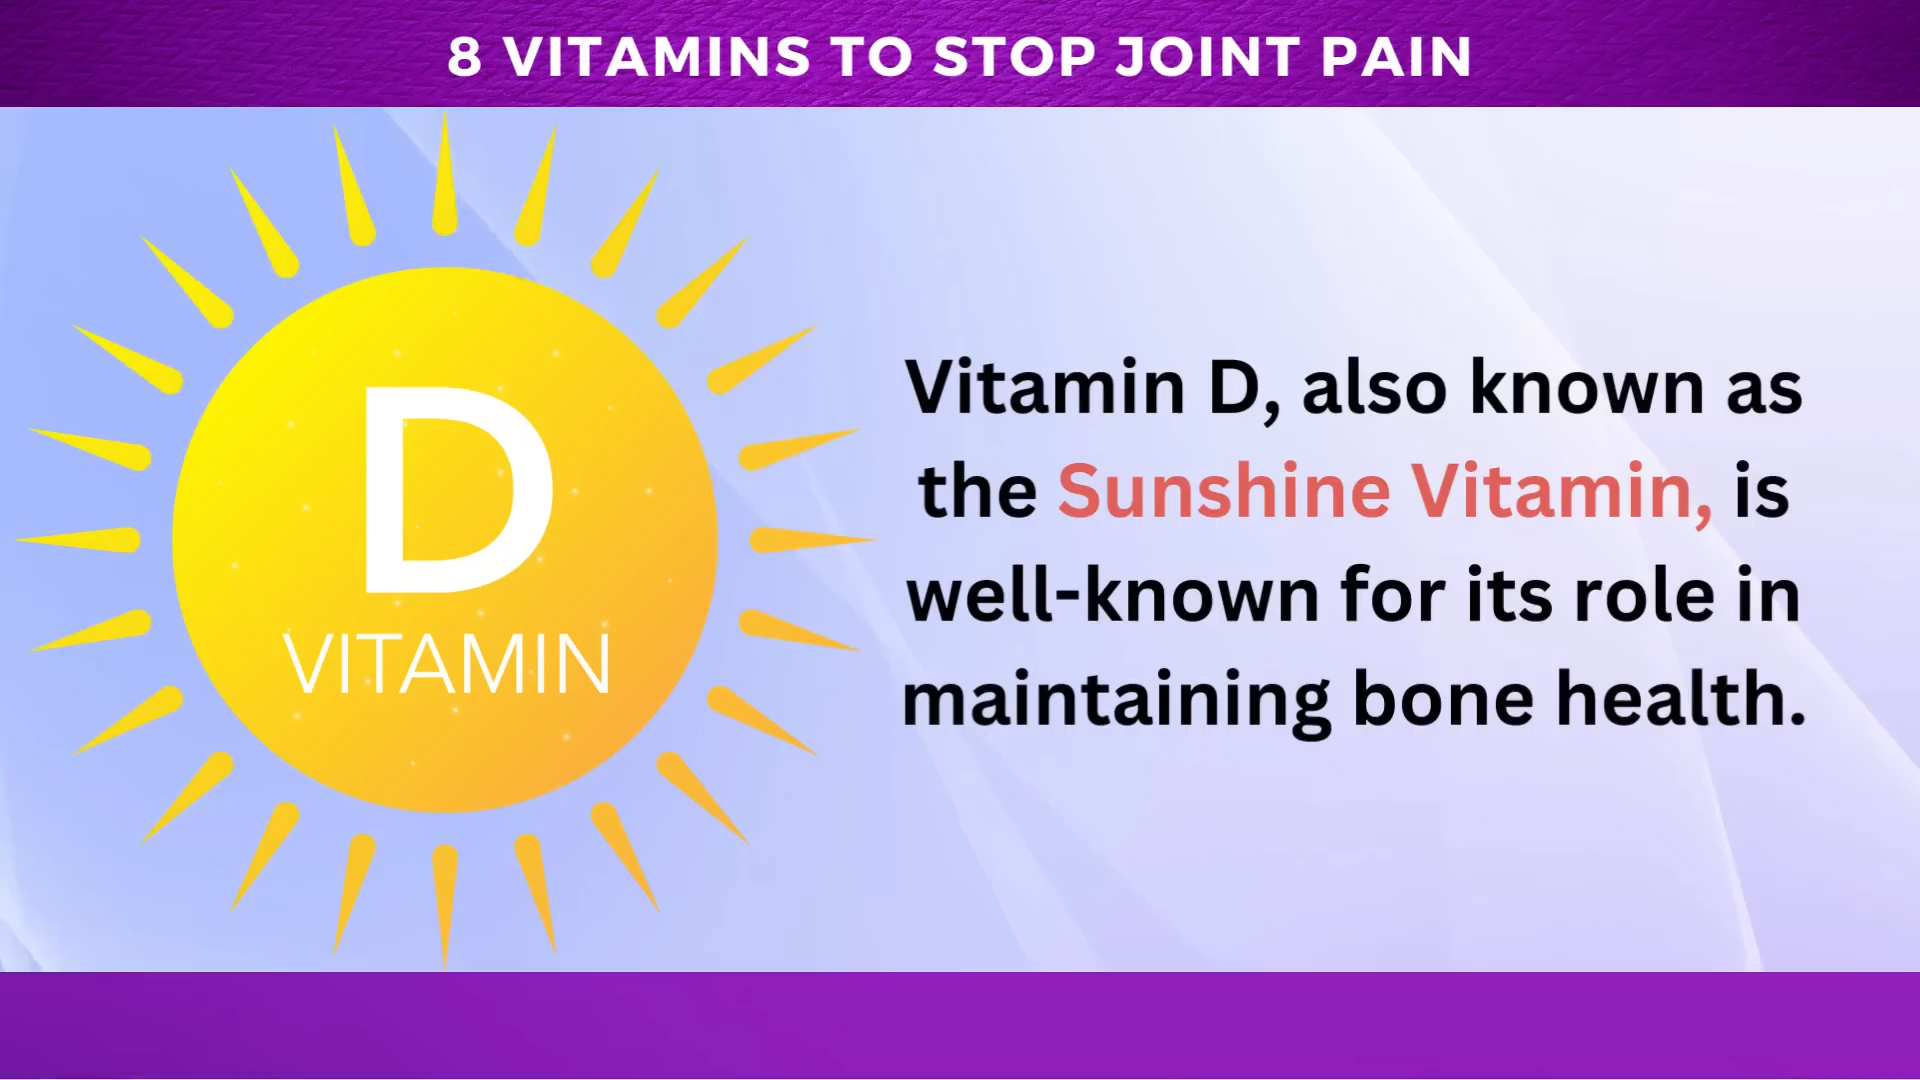 8 VITAMINS TO STOP JOINT PAIN
D
VITAMIN
Vitamin D, also known as
the Sunshine Vitamin, is
well-known for its role in
maintaining bone health.